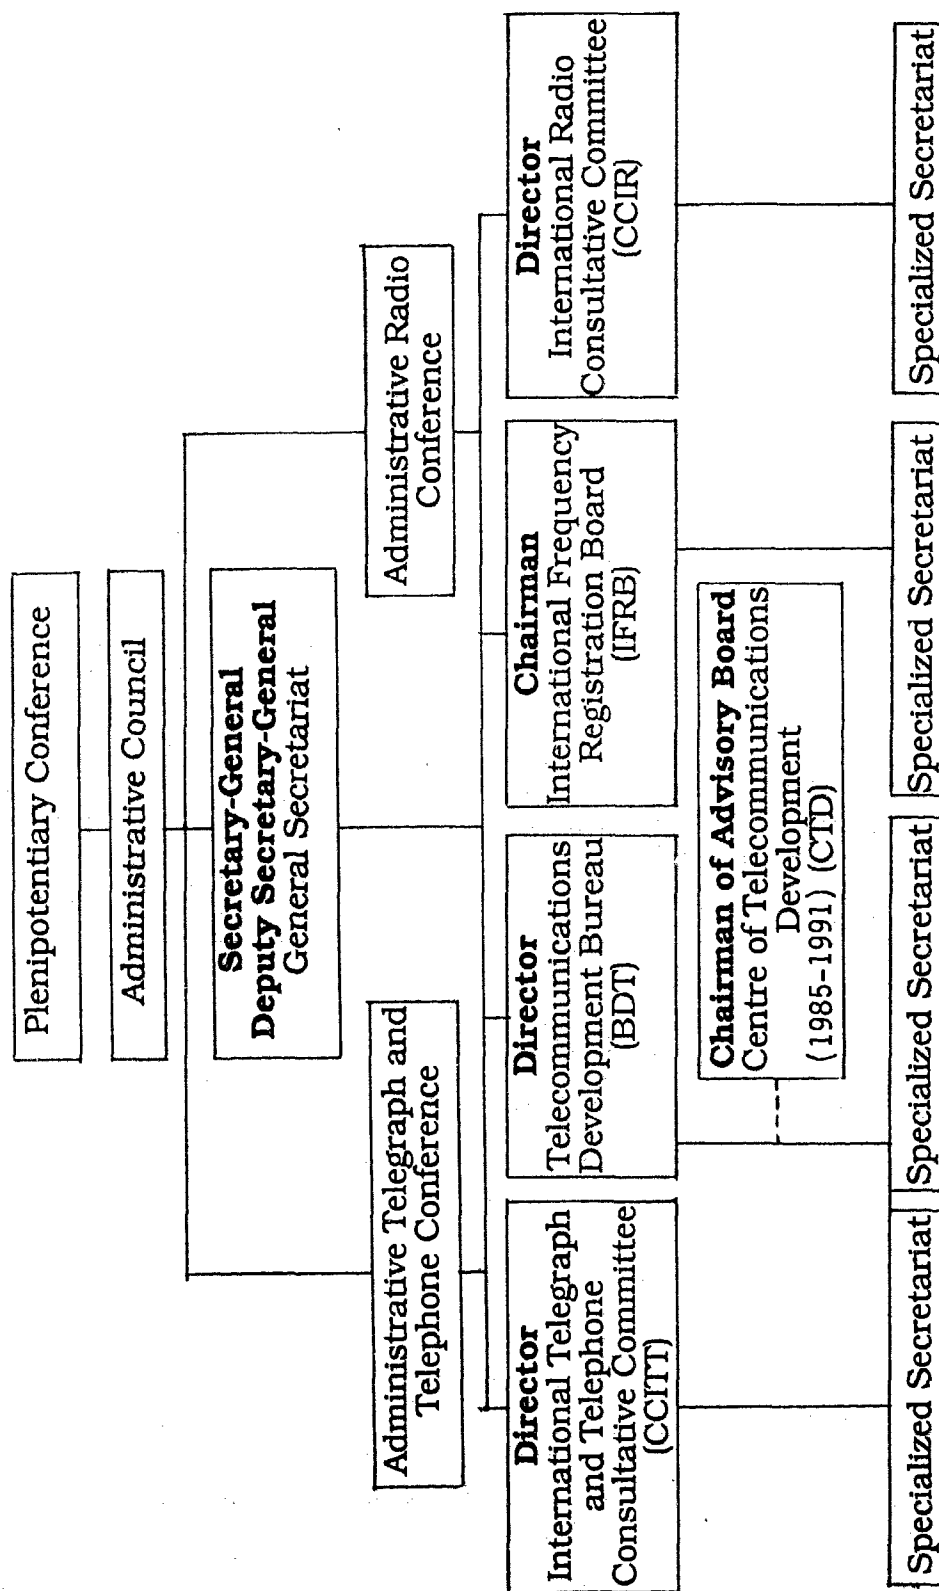 Plenipotentiary Conference
Administrative Council
Secretary-General
Deputy Secretary-General
General Secretariat
Administrative Telegraph and
Telephone Conference
Administrative Radio
Conference
Director
International Telegraph
and Telephone
Consultative Committee
(CCITT)
Director
Telecommunications
Development Bureau
(BDT)
Chairman
International Frequency
Registration Board
(IFRB)
Director
International Radio
Consultative Committee
(CCIR)
Chairman of Advisory Board
Centre of Telecommunications
Development
(1985-1991) (CTD)
Specialized Secretariat
Specialized Secretariat
Specialized Secretariat
Specialized Secretariat